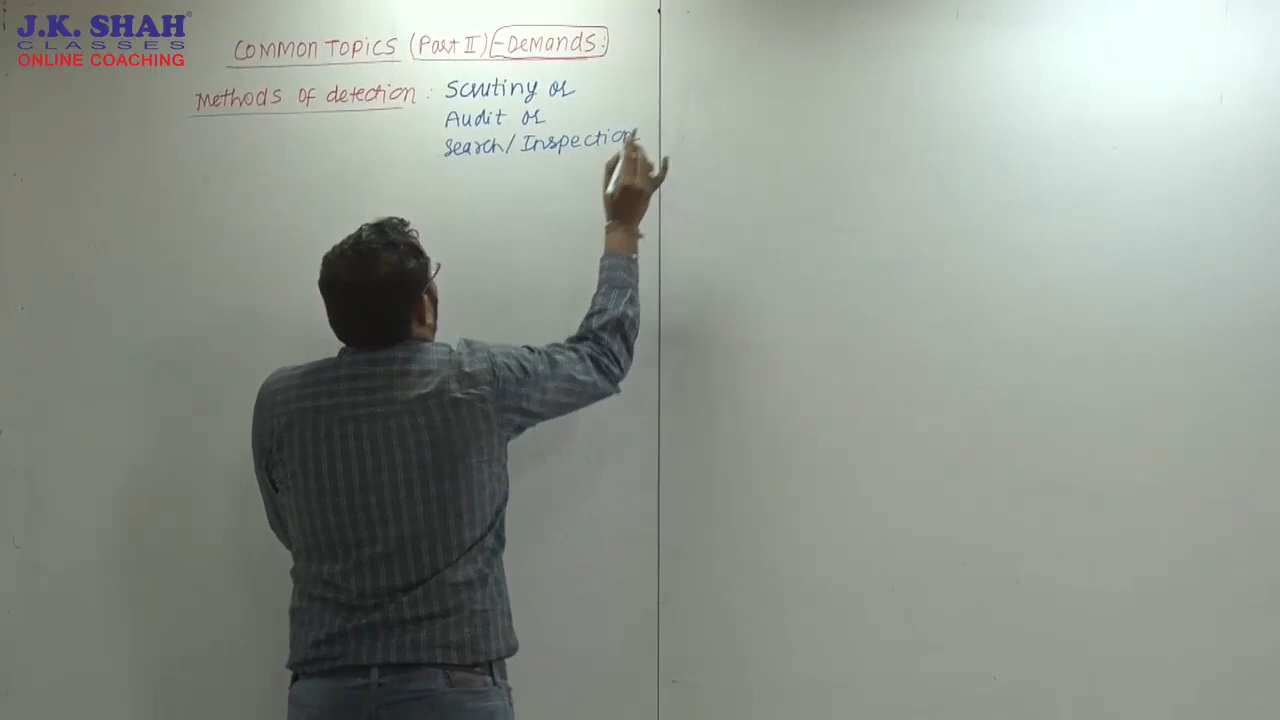 J.K. SHAH®
CLASSES
ONLINE COACHING
COMMON TOPICS (Part II) - Demands:
Methods of detection : Scrutiny or
Audit or
Search/Inspection